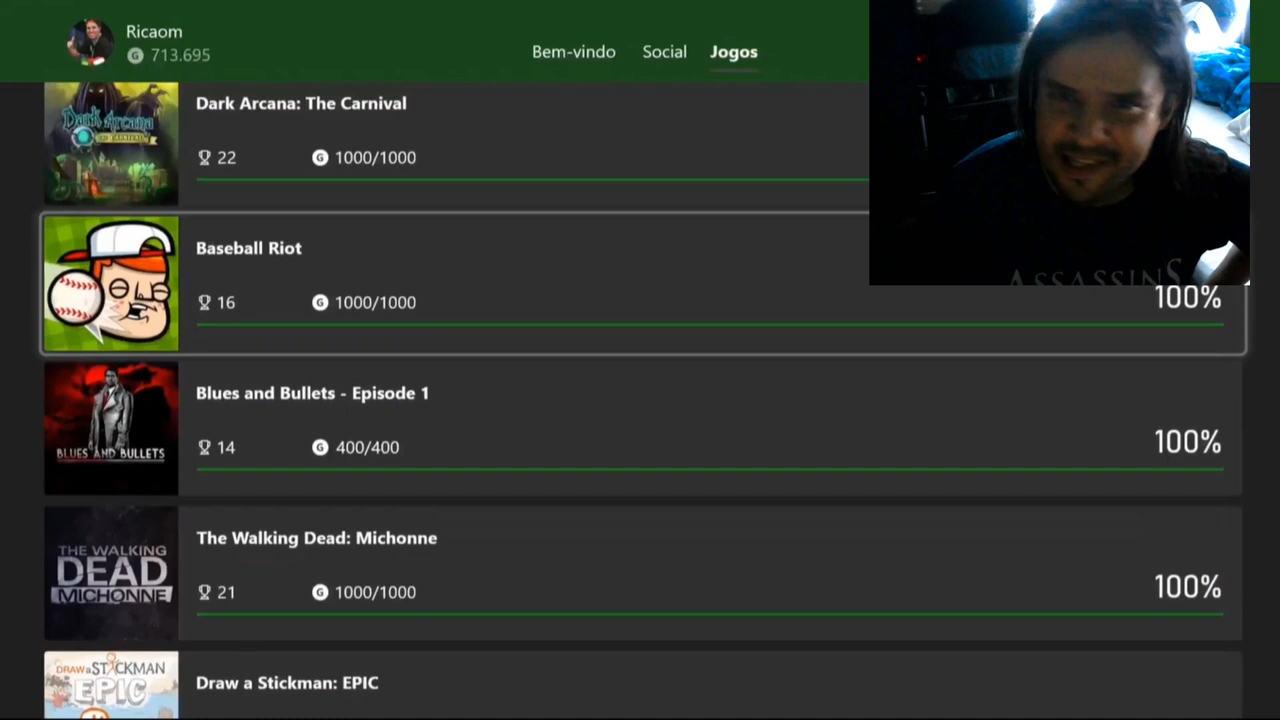 Ricaom
G 713.695
Bem-vindo Social Jogos
Dark Arcana
THE CARNIVAL
Dark Arcana: The Carnival
22 G 1000/1000
ASSASSINS
Baseball Riot
16 G 1000/1000
100%
Blues and Bullets - Episode 1
BLUES AND BULLETS
14 G 400/400
100%
The Walking Dead: Michonne
THE WALKING
DEAD
MICHONNE
21 G 1000/1000
100%
DRAW a STICKMAN
EPIC
Draw a Stickman: EPIC